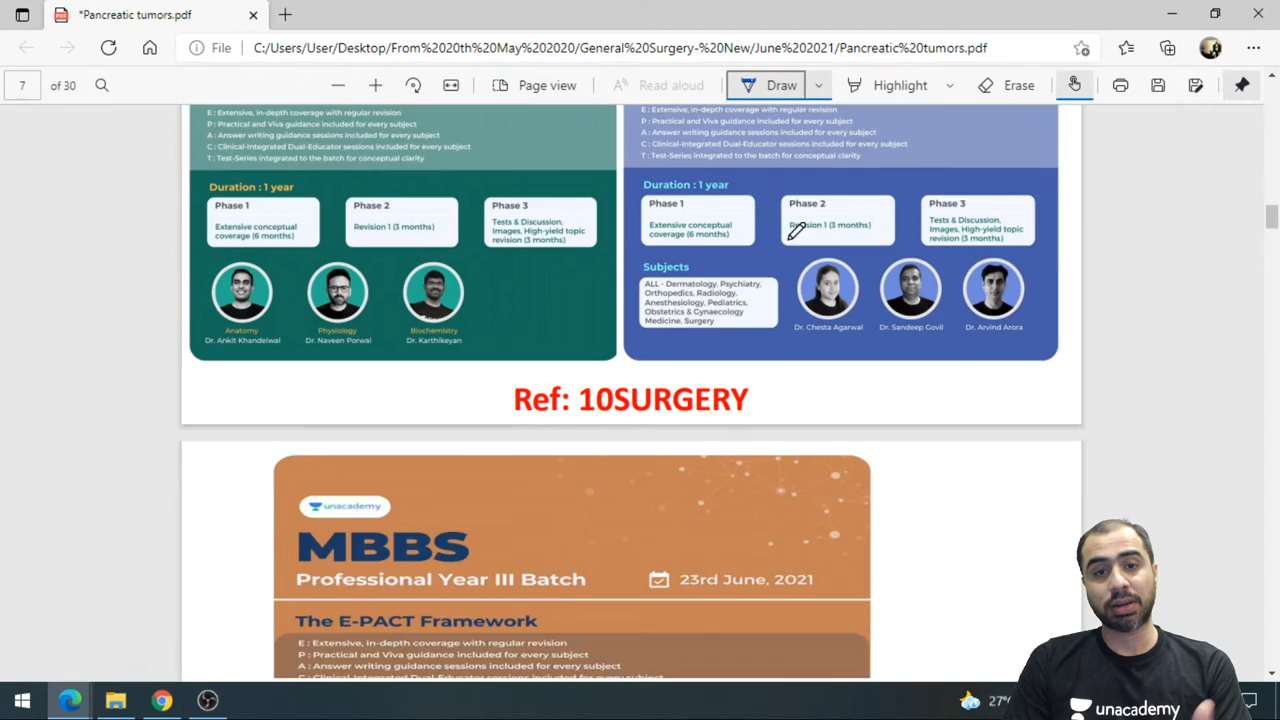 *Pancreatic tumors.pdf
File
C:/Users/User/Desktop/From%2020th%20May%202020/General%20Surgery-%20New/June%202021/Pancreatic%20tumors.pdf
7
of 30
Page view
Read aloud
Draw
Highlight
Erase
E : Extensive, in-depth coverage with regular revision
P : Practical and Viva guidance included for every subject
A : Answer writing guidance sessions included for every subject
C : Clinical-Integrated Dual-Educator sessions included for every subject
T : Test-Series integrated to the batch for conceptual clarity
Duration : 1 year
Phase 1
Extensive conceptual
coverage (6 months)
Phase 2
Revision 1 (3 months)
Phase 3
Tests & Discussion,
Images, High-yield topic
revision (3 months)
Anatomy
Dr. Ankit Khandelwal
Physiology
Dr. Naveen Porwal
Biochemistry
Dr. Karthikeyan
E : Extensive, in-depth coverage with regular revision
P : Practical and Viva guidance included for every subject
A : Answer writing guidance sessions included for every subject
C : Clinical-Integrated Dual-Educator sessions included for every subject
T : Test-Series integrated to the batch for conceptual clarity
Duration : 1 year
Phase 1
Extensive conceptual
coverage (6 months)
Phase 2
Revision 1 (3 months)
Phase 3
Tests & Discussion,
Images, High-yield topic
revision (3 months)
Subjects
ALL - Dermatology, Psychiatry,
Orthopedics, Radiology,
Anesthesiology, Pediatrics,
Obstetrics & Gynaecology
Medicine, Surgery
Dr. Chesta Agarwal
Dr. Sandeep Govil
Dr. Arvind Arora
Ref: 10SURGERY
unacademy
MBBS
Professional Year III Batch
23rd June, 2021
The E-PACT Framework
E : Extensive, in-depth coverage with regular revision
P : Practical and Viva guidance included for every subject
A : Answer writing guidance sessions included for every subject
C : Clinical-Integrated Dual-Educator sessions included for every subject
27°
unacademy